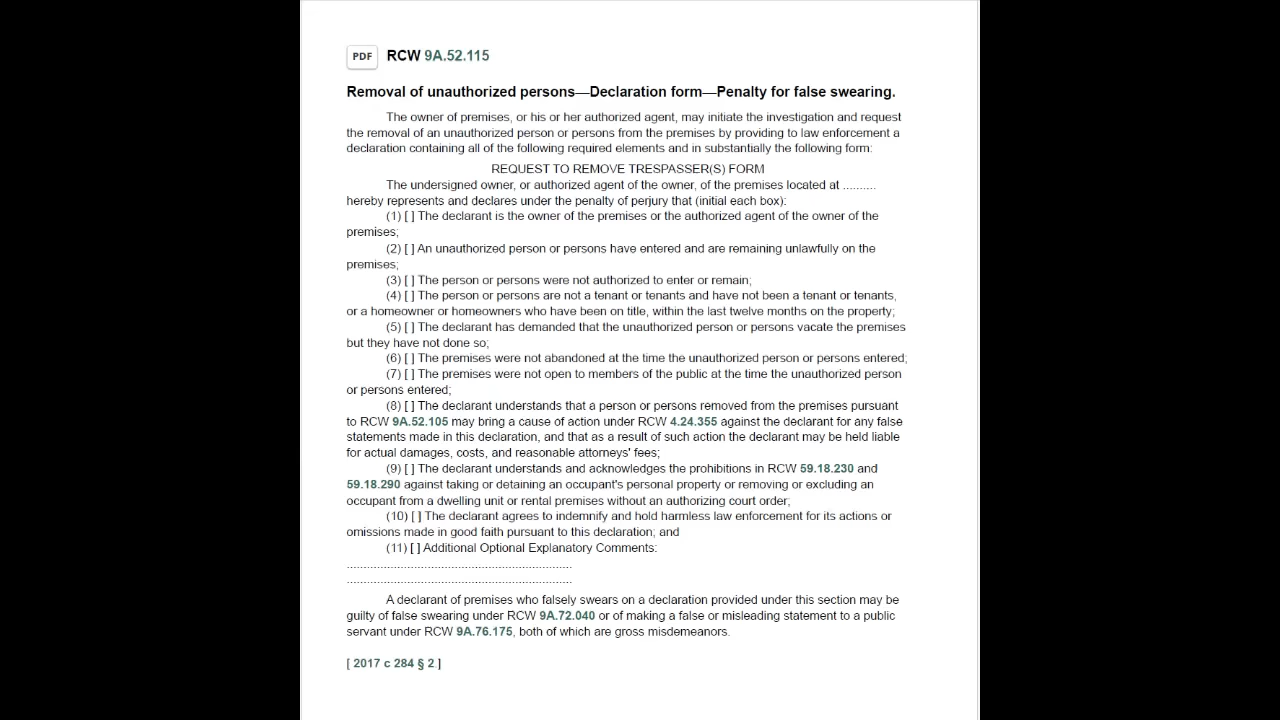 PDF RCW 9A.52.115
Removal of unauthorized persons—Declaration form—Penalty for false swearing.
The owner of premises, or his or her authorized agent, may initiate the investigation and request
the removal of an unauthorized person or persons from the premises by providing to law enforcement a
declaration containing all of the following required elements and in substantially the following form:
REQUEST TO REMOVE TRESPASSER(S) FORM
The undersigned owner, or authorized agent of the owner, of the premises located at ..........
hereby represents and declares under the penalty of perjury that (initial each box):
(1) [ ] The declarant is the owner of the premises or the authorized agent of the owner of the
premises;
(2) [ ] An unauthorized person or persons have entered and are remaining unlawfully on the
premises;
(3) [ ] The person or persons were not authorized to enter or remain;
(4) [ ] The person or persons are not a tenant or tenants and have not been a tenant or tenants,
or a homeowner or homeowners who have been on title, within the last twelve months on the property;
(5) [ ] The declarant has demanded that the unauthorized person or persons vacate the premises
but they have not done so;
(6) [ ] The premises were not abandoned at the time the unauthorized person or persons entered;
(7) [ ] The premises were not open to members of the public at the time the unauthorized person
or persons entered;
(8) [ ] The declarant understands that a person or persons removed from the premises pursuant
to RCW 9A.52.105 may bring a cause of action under RCW 4.24.355 against the declarant for any false
statements made in this declaration, and that as a result of such action the declarant may be held liable
for actual damages, costs, and reasonable attorneys' fees;
(9) [ ] The declarant understands and acknowledges the prohibitions in RCW 59.18.230 and
59.18.290 against taking or detaining an occupant's personal property or removing or excluding an
occupant from a dwelling unit or rental premises without an authorizing court order;
(10) [ ] The declarant agrees to indemnify and hold harmless law enforcement for its actions or
omissions made in good faith pursuant to this declaration; and
(11) [ ] Additional Optional Explanatory Comments:
....................................................................
....................................................................
A declarant of premises who falsely swears on a declaration provided under this section may be
guilty of false swearing under RCW 9A.72.040 or of making a false or misleading statement to a public
servant under RCW 9A.76.175, both of which are gross misdemeanors.
[ 2017 c 284 § 2.]